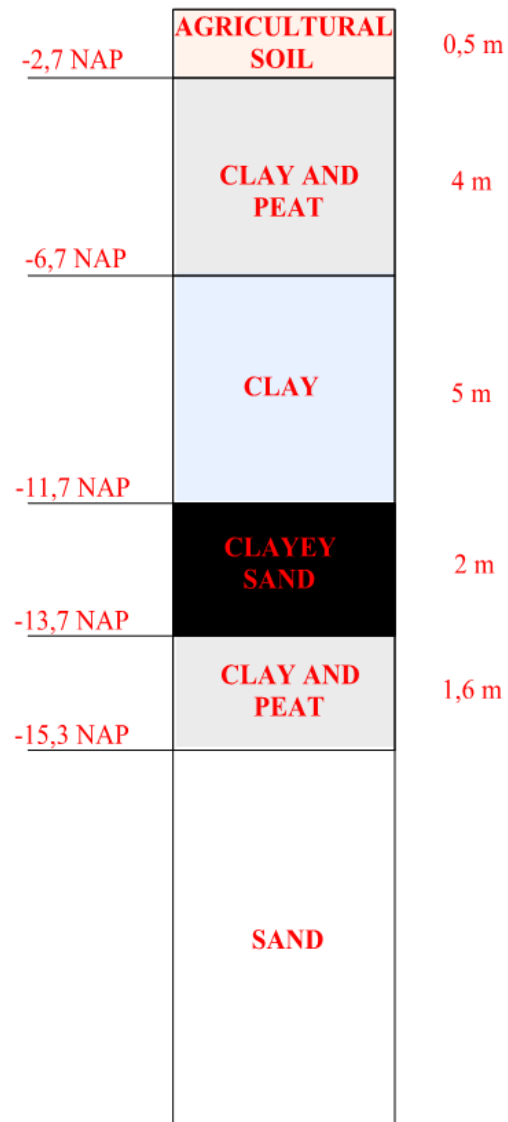 AGRICULTURAL
SOIL
0,5 m
-2,7 NAP
CLAY AND
PEAT
4 m
-6,7 NAP
CLAY
5 m
-11,7 NAP
CLAYEY
SAND
2 m
-13,7 NAP
CLAY AND
PEAT
1,6 m
-15,3 NAP
SAND